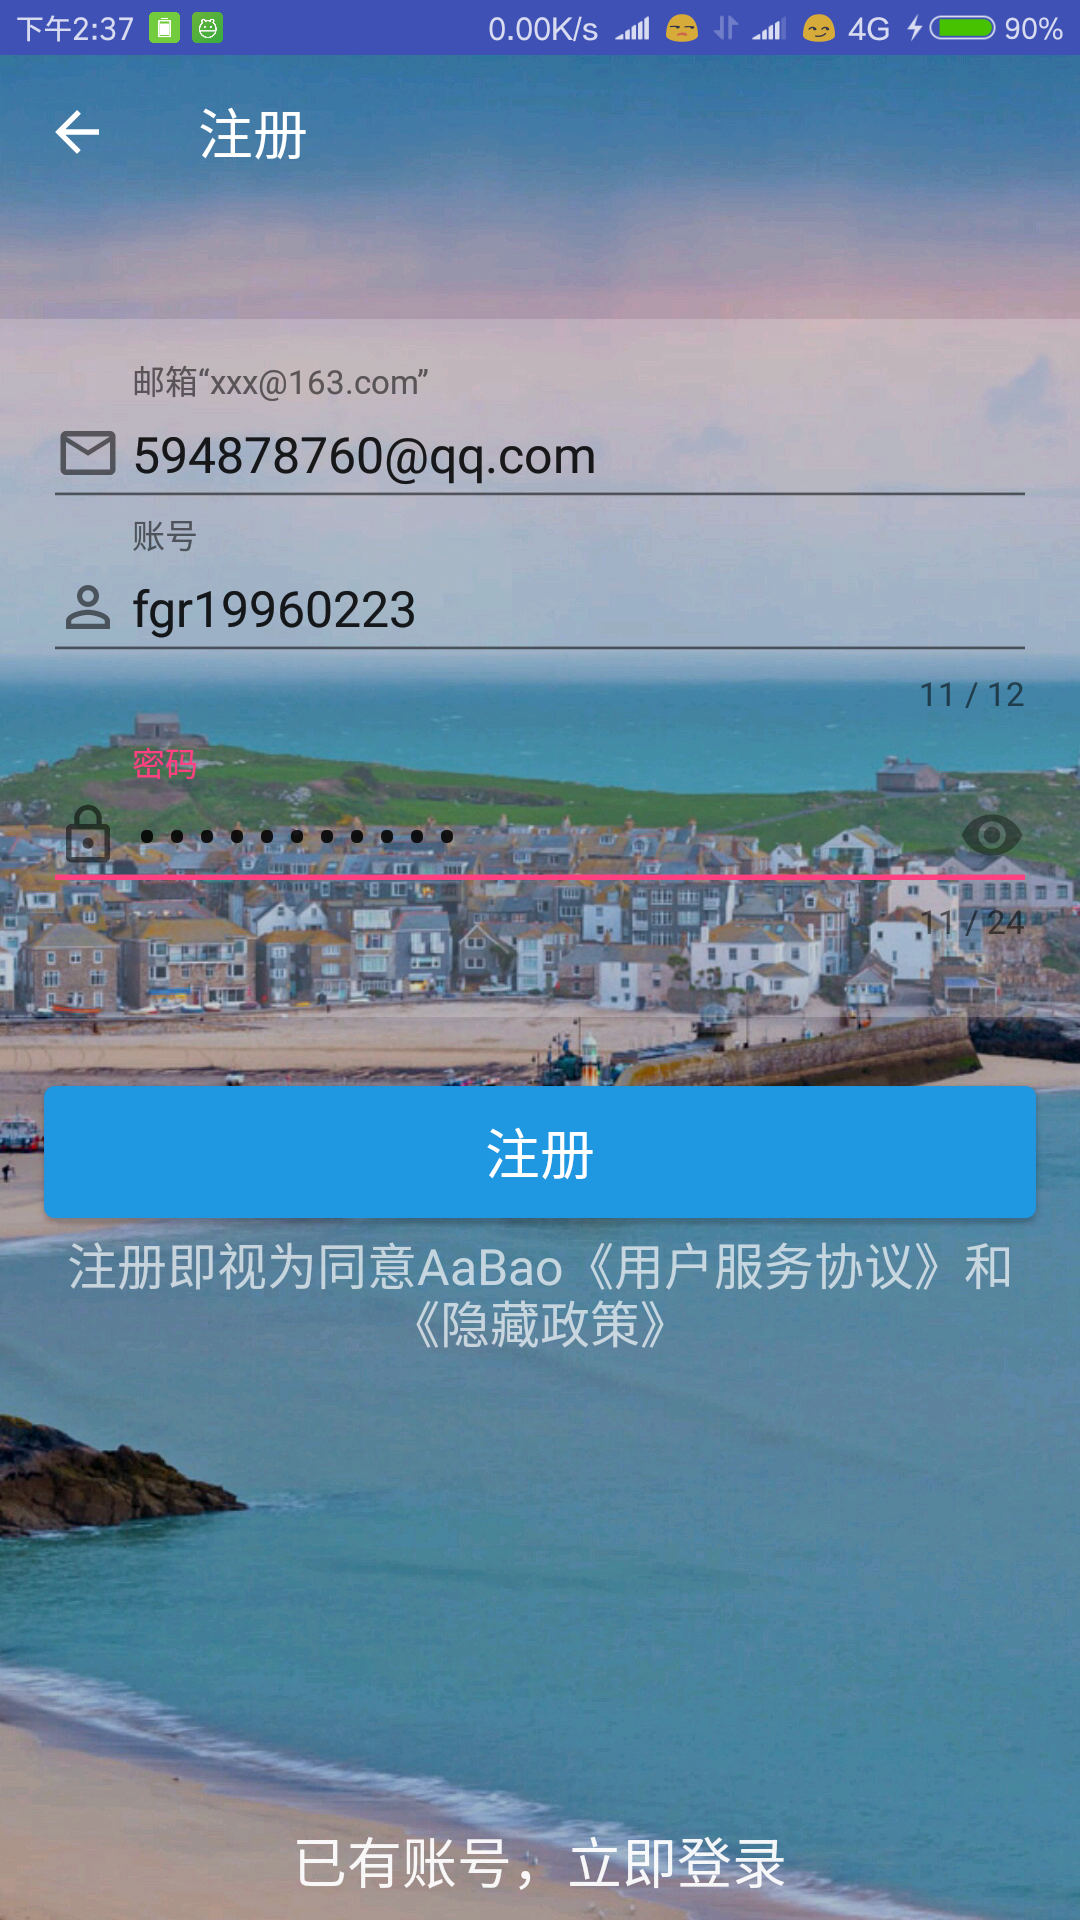 下午2:37 0.00K/s 4G 90%
注册
邮箱“xxx@163.com”
594878760@qq.com
账号
fgr19960223
11 / 12
密码
•••••••••••
11 / 24
注册
注册即视为同意AaBao《用户服务协议》和
《隐藏政策》
已有账号，立即登录